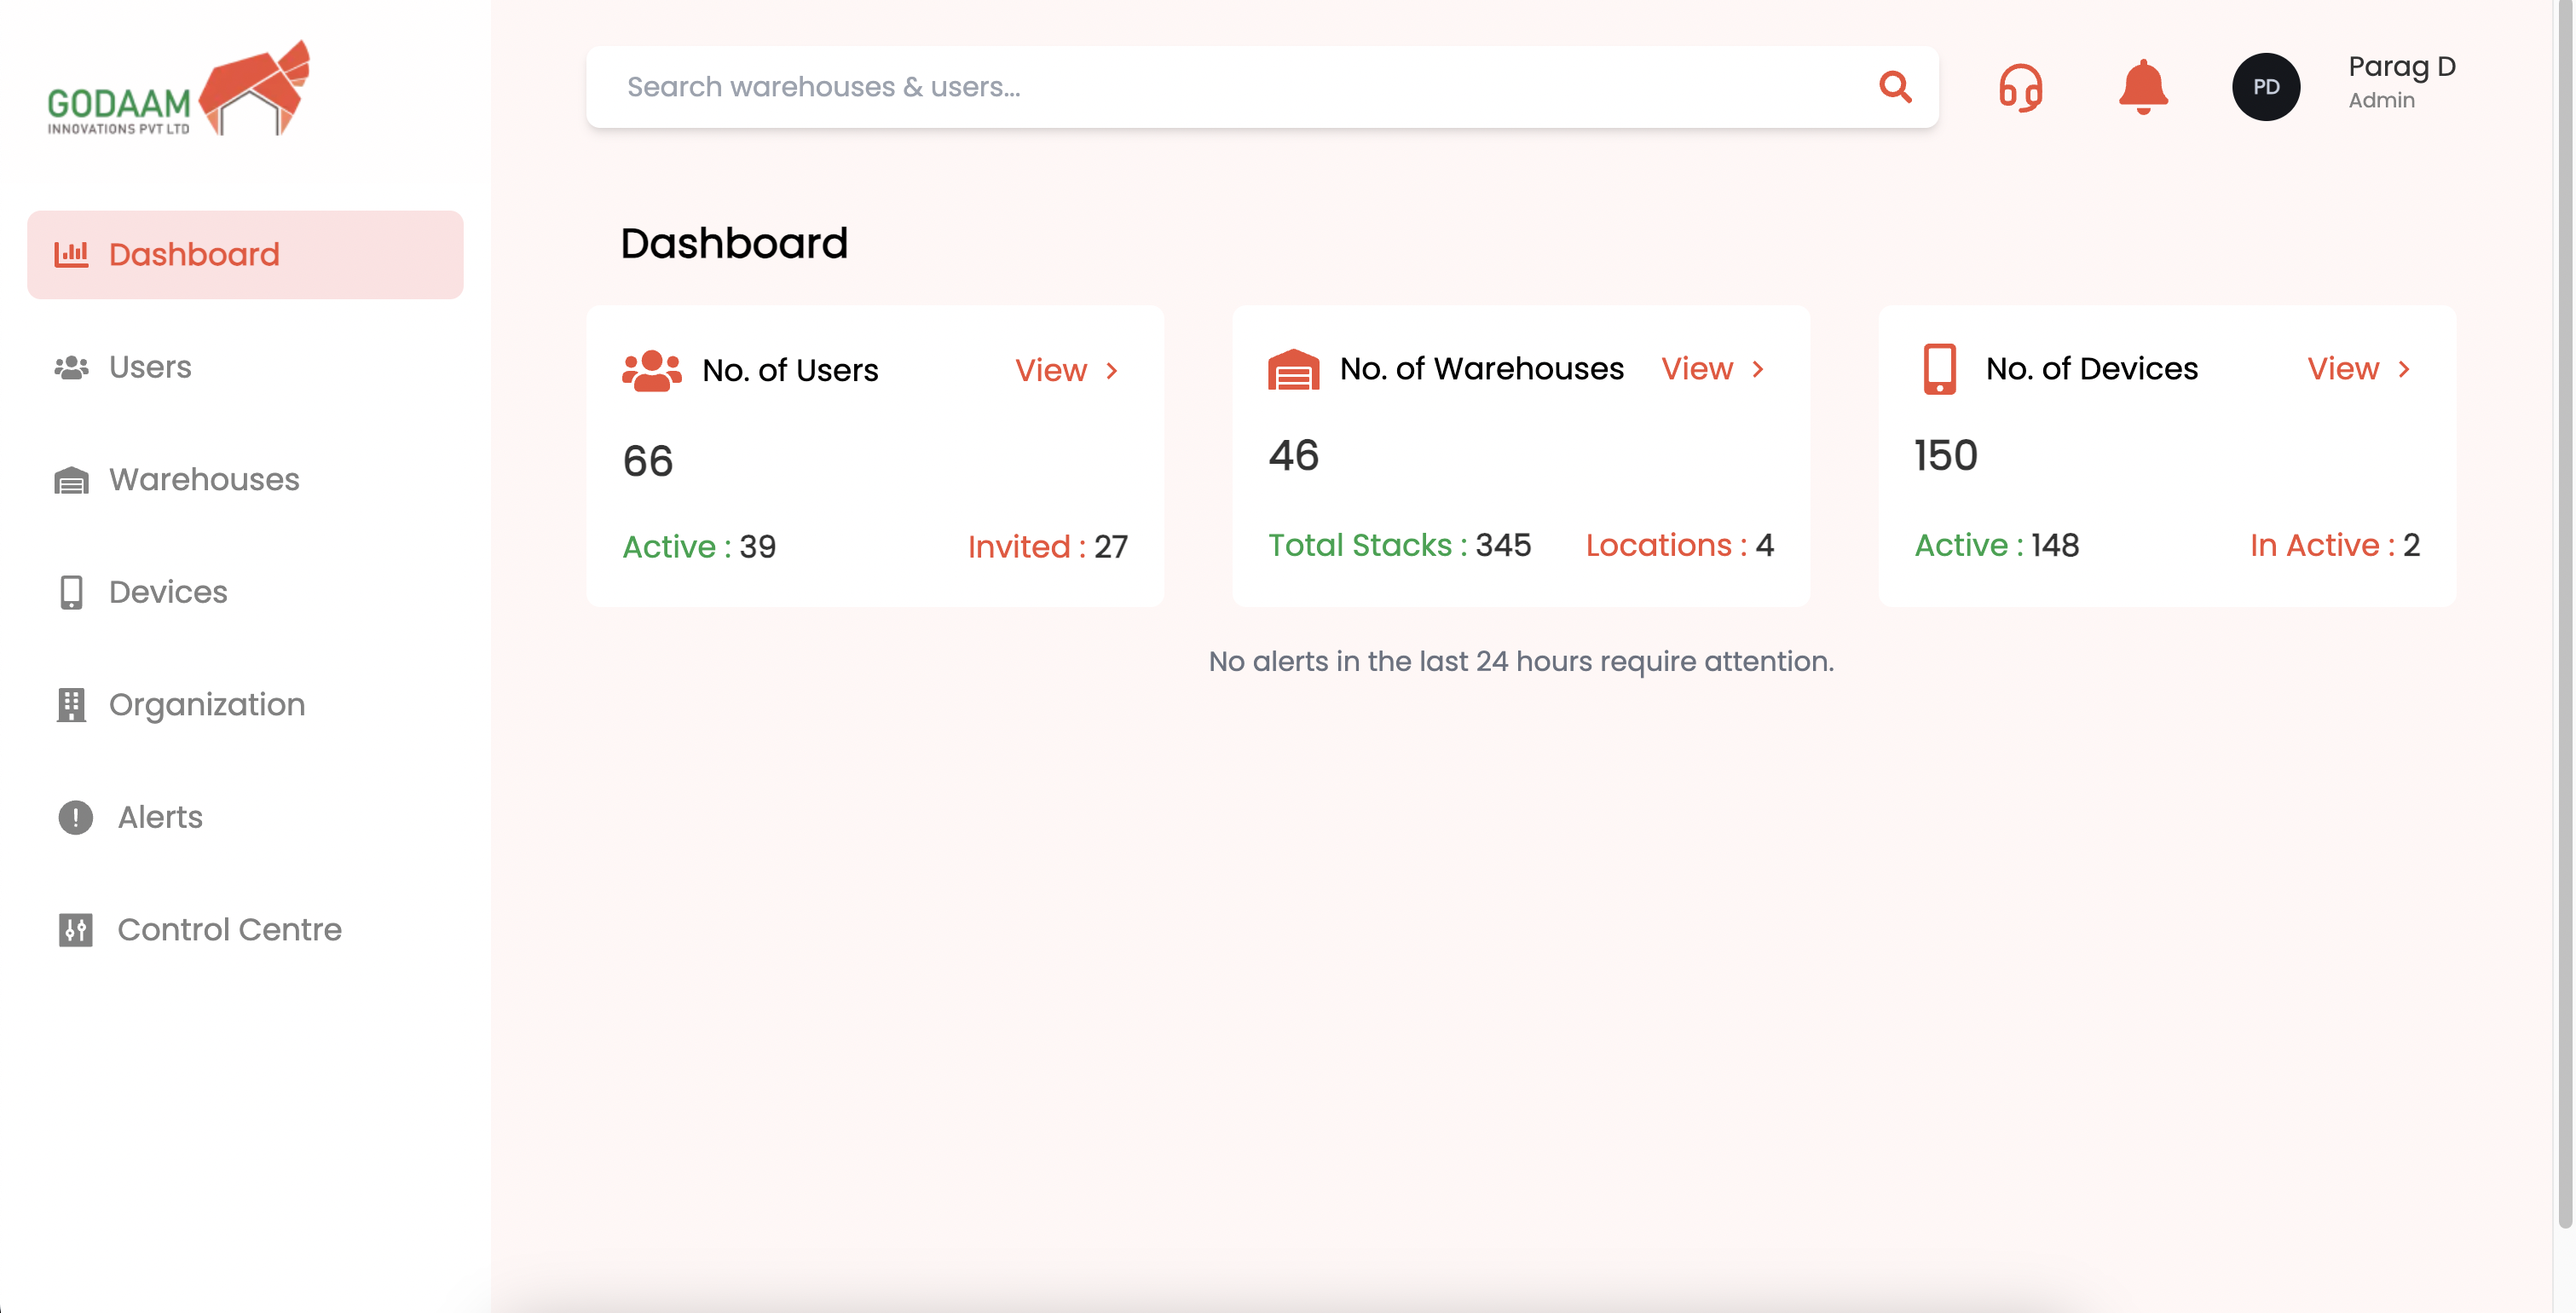 GODAAM
INNOVATIONS PVT LTD
Dashboard
Users
Warehouses
Devices
Organization
Alerts
Control Centre
Search warehouses & users...
PD
Parag D
Admin
Dashboard
No. of Users
View
66
Active : 39
Invited : 27
No. of Warehouses
View
46
Total Stacks : 345
Locations : 4
No. of Devices
View
150
Active : 148
In Active : 2
No alerts in the last 24 hours require attention.